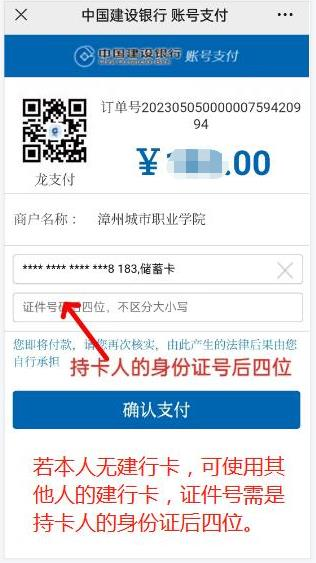 中国建设银行 账号支付
中国建设银行 账号支付
China Construction Bank
订单号202305050000007594209
94
¥1
.00
龙支付
商户名称： 漳州城市职业学院
**** **** **** ***8 183,储蓄卡
证件号码后四位，不区分大小写
您即将付款，请您再次核实，由此产生的法律后果由您
自行承担
持卡人的身份证号后四位
确认支付
若本人无建行卡，可使用其
他人的建行卡，证件号需是
持卡人的身份证后四位。